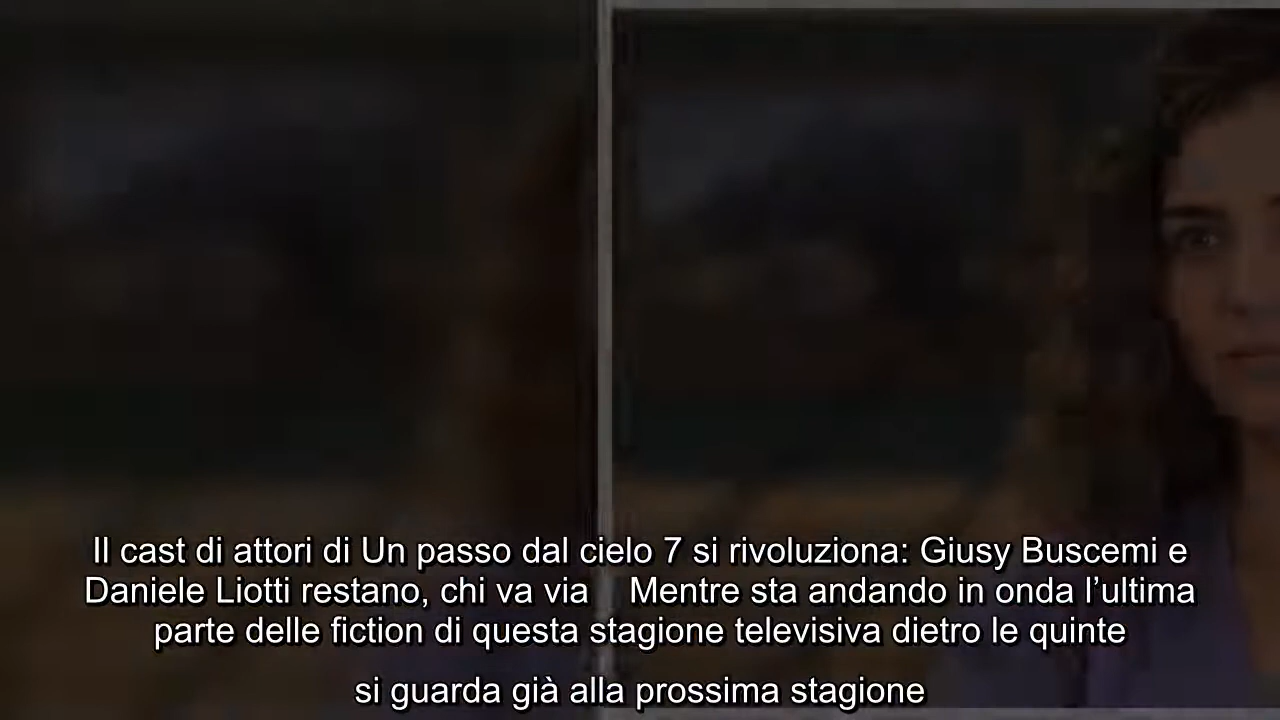 Il cast di attori di Un passo dal cielo 7 si rivoluziona: Giusy Buscemi e
Daniele Liotti restano, chi va via    Mentre sta andando in onda l’ultima
parte delle fiction di questa stagione televisiva dietro le quinte
si guarda già alla prossima stagione